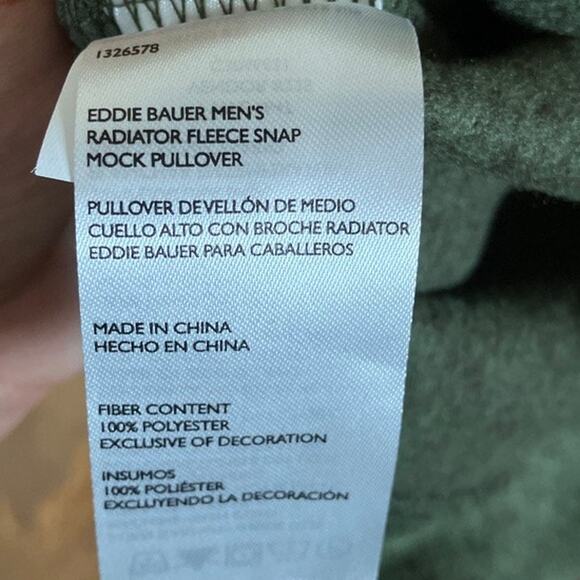 1326578
EDDIE BAUER MEN'S
RADIATOR FLEECE SNAP
MOCK PULLOVER
PULLOVER DE VELLÓN DE MEDIO
CUELLO ALTO CON BROCHE RADIATOR
EDDIE BAUER PARA CABALLEROS
MADE IN CHINA
HECHO EN CHINA
FIBER CONTENT
100% POLYESTER
EXCLUSIVE OF DECORATION
INSUMOS
100% POLIÉSTER
EXCLUYENDO LA DECORACIÓN